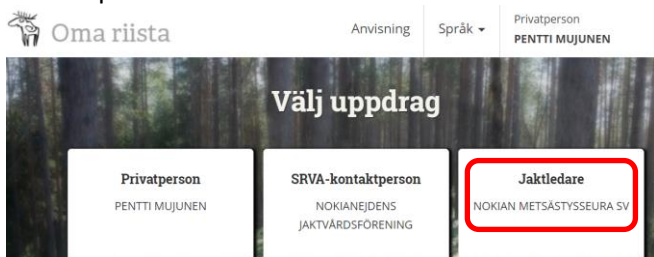 Oma riista
Anvisning
Språk
Privatperson
PENTTI MUJUNEN
Välj uppdrag
Privatperson
PENTTI MUJUNEN
SRVA-kontaktperson
NOKIANEJDENS
JAKTVÅRDSFÖRENING
Jaktledare
NOKIAN METSÄSTYSSEURA SV